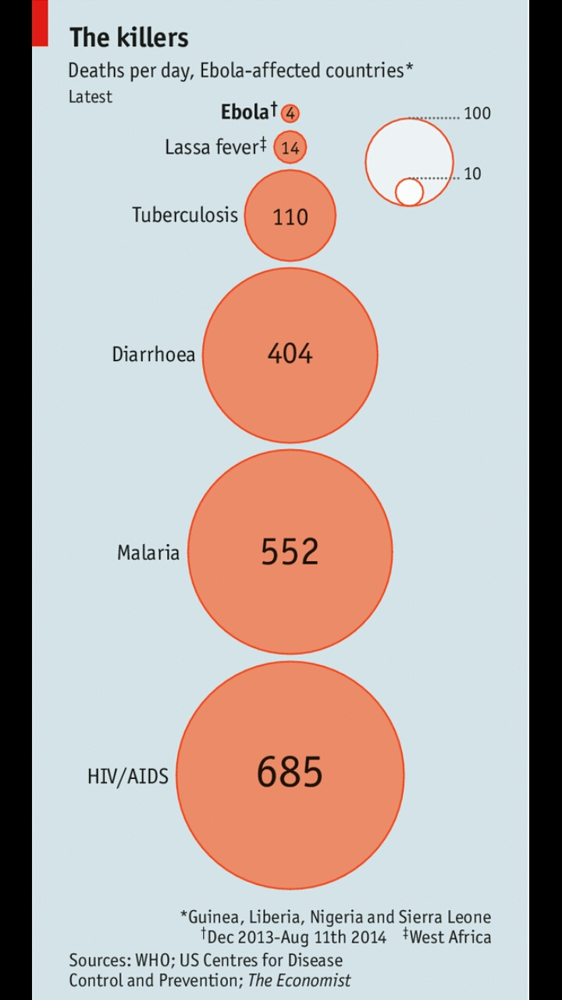 The killers
Deaths per day, Ebola-affected countries*
Latest
Ebola† 4
100
Lassa fever‡ 14
10
Tuberculosis 110
Diarrhoea 404
Malaria 552
HIV/AIDS 685
*Guinea, Liberia, Nigeria and Sierra Leone
†Dec 2013-Aug 11th 2014 ‡West Africa
Sources: WHO; US Centres for Disease
Control and Prevention; The Economist